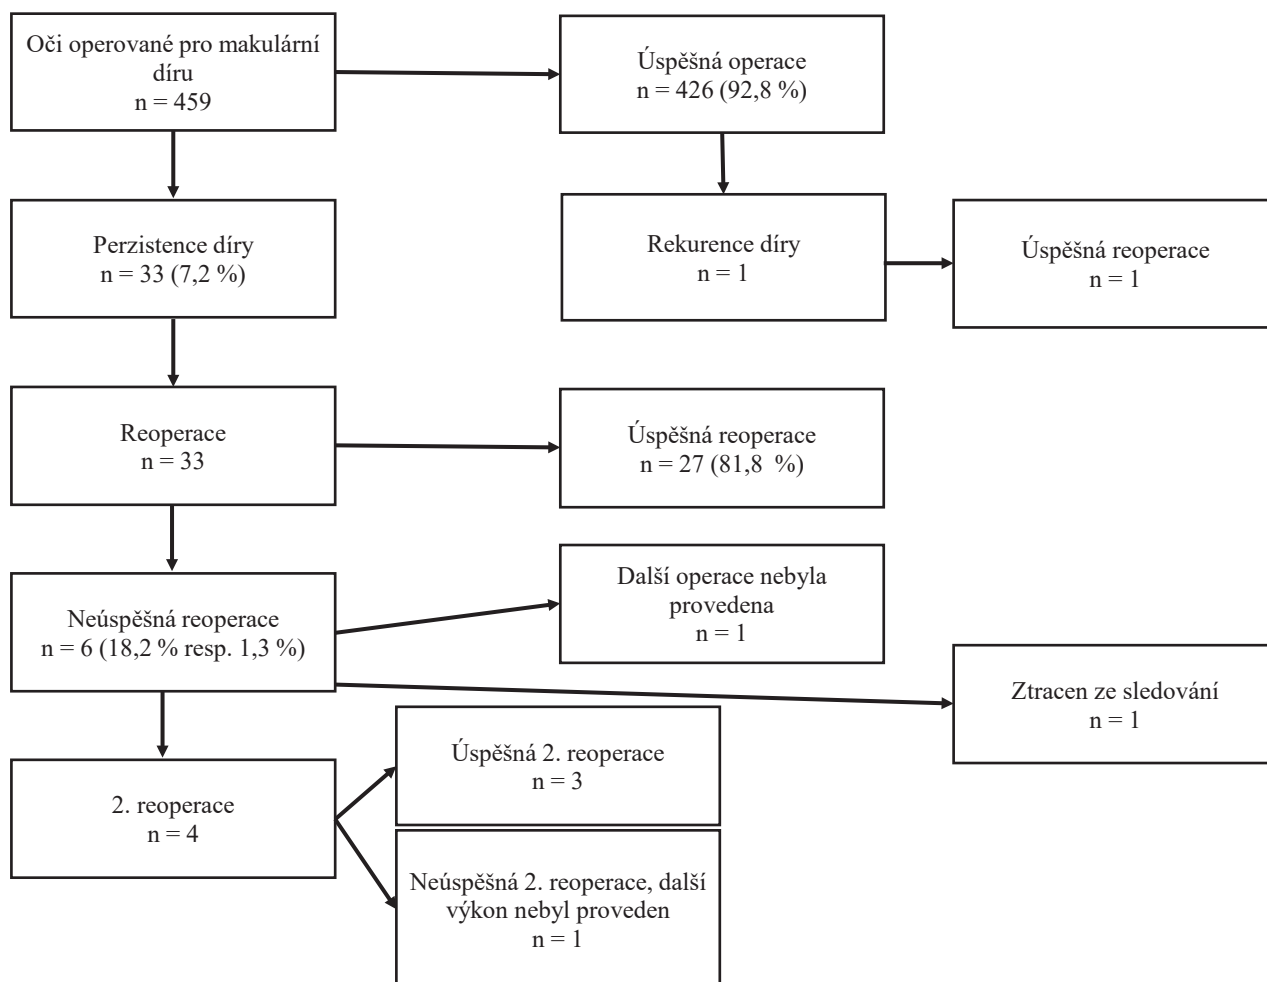 Oči operované pro makulární
díru
n = 459
Úspěšná operace
n = 426 (92,8 %)
Perzistence díry
n = 33 (7,2 %)
Rekurence díry
n = 1
Úspěšná reoperace
n = 1
Reoperace
n = 33
Úspěšná reoperace
n = 27 (81,8 %)
Neúspěšná reoperace
n = 6 (18,2 % resp. 1,3 %)
Další operace nebyla
provedena
n = 1
Ztracen ze sledování
n = 1
2. reoperace
n = 4
Úspěšná 2. reoperace
n = 3
Neúspěšná 2. reoperace, další
výkon nebyl proveden
n = 1